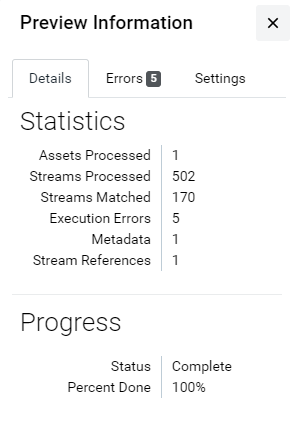 Preview Information ×
Details Errors 5 Settings
Statistics
Assets Processed 1
Streams Processed 502
Streams Matched 170
Execution Errors 5
Metadata 1
Stream References 1
Progress
Status Complete
Percent Done 100%